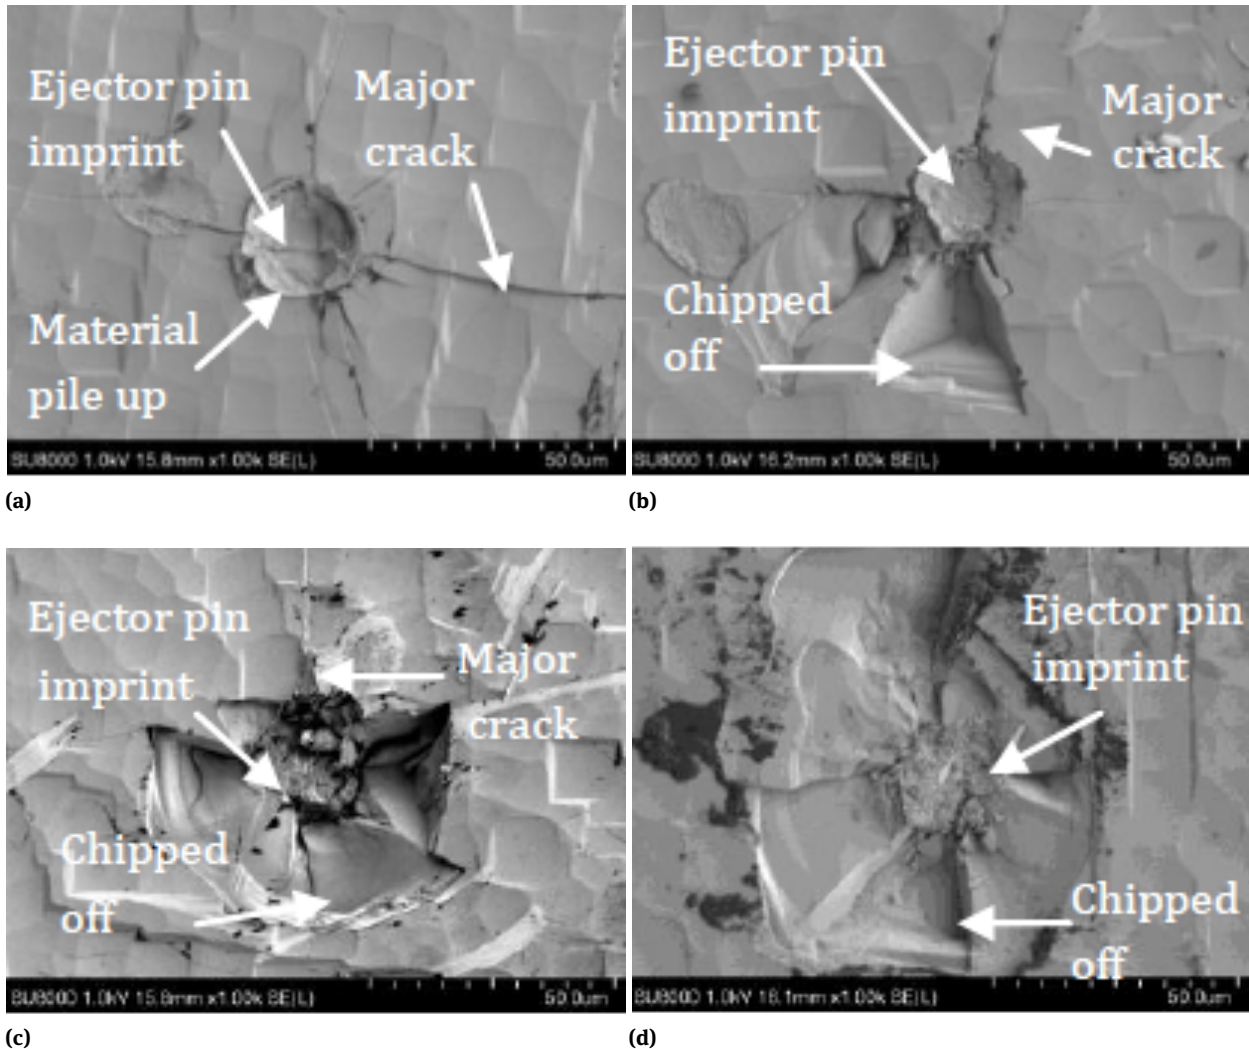 Ejector pin
imprint
Major
crack
Material
pile up
SU8000 1.0kV 15.8mm x1.00k SE(L)
50.0um
(a)
Ejector pin
imprint
Major
crack
Chipped
off
SU8000 1.0kV 16.2mm x1.00k SE(L)
50.0um
(b)
Ejector pin
imprint
Major
crack
Chipped
off
SU8000 1.0kV 15.8mm x1.00k SE(L)
50.0um
(c)
Ejector pin
imprint
Chipped
off
SU8000 1.0kV 16.1mm x1.00k SE(L)
50.0um
(d)